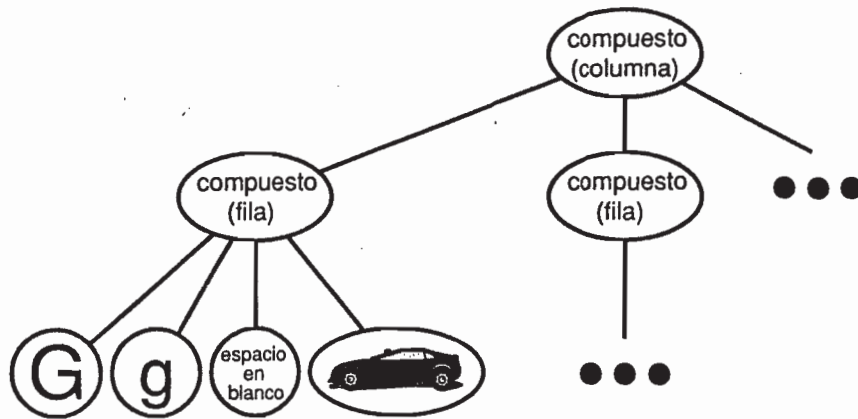 compuesto
(columna)
compuesto
(fila)
compuesto
(fila)
G
g
espacio
en
blanco